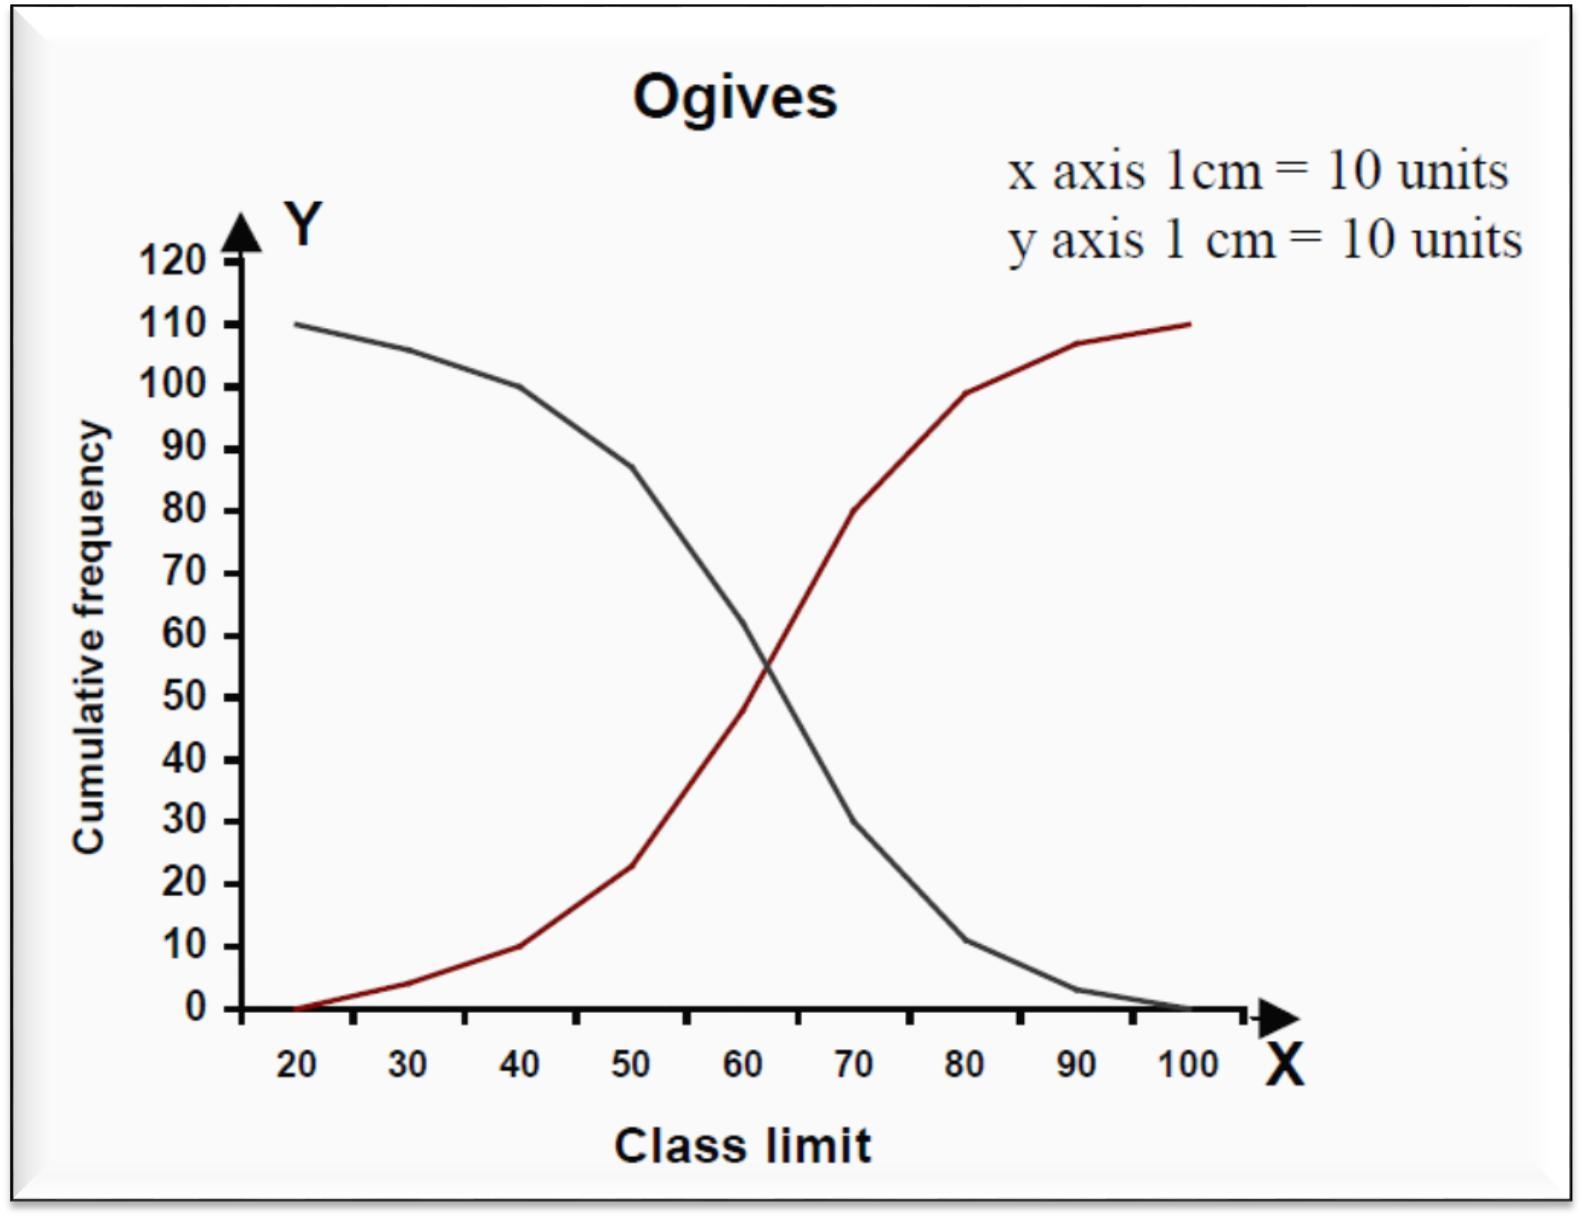 Ogives
x axis 1cm = 10 units
y axis 1 cm = 10 units
Y
120
110
100
90
80
70
60
50
40
30
20
10
0
Cumulative frequency
20 30 40 50 60 70 80 90 100
X
Class limit